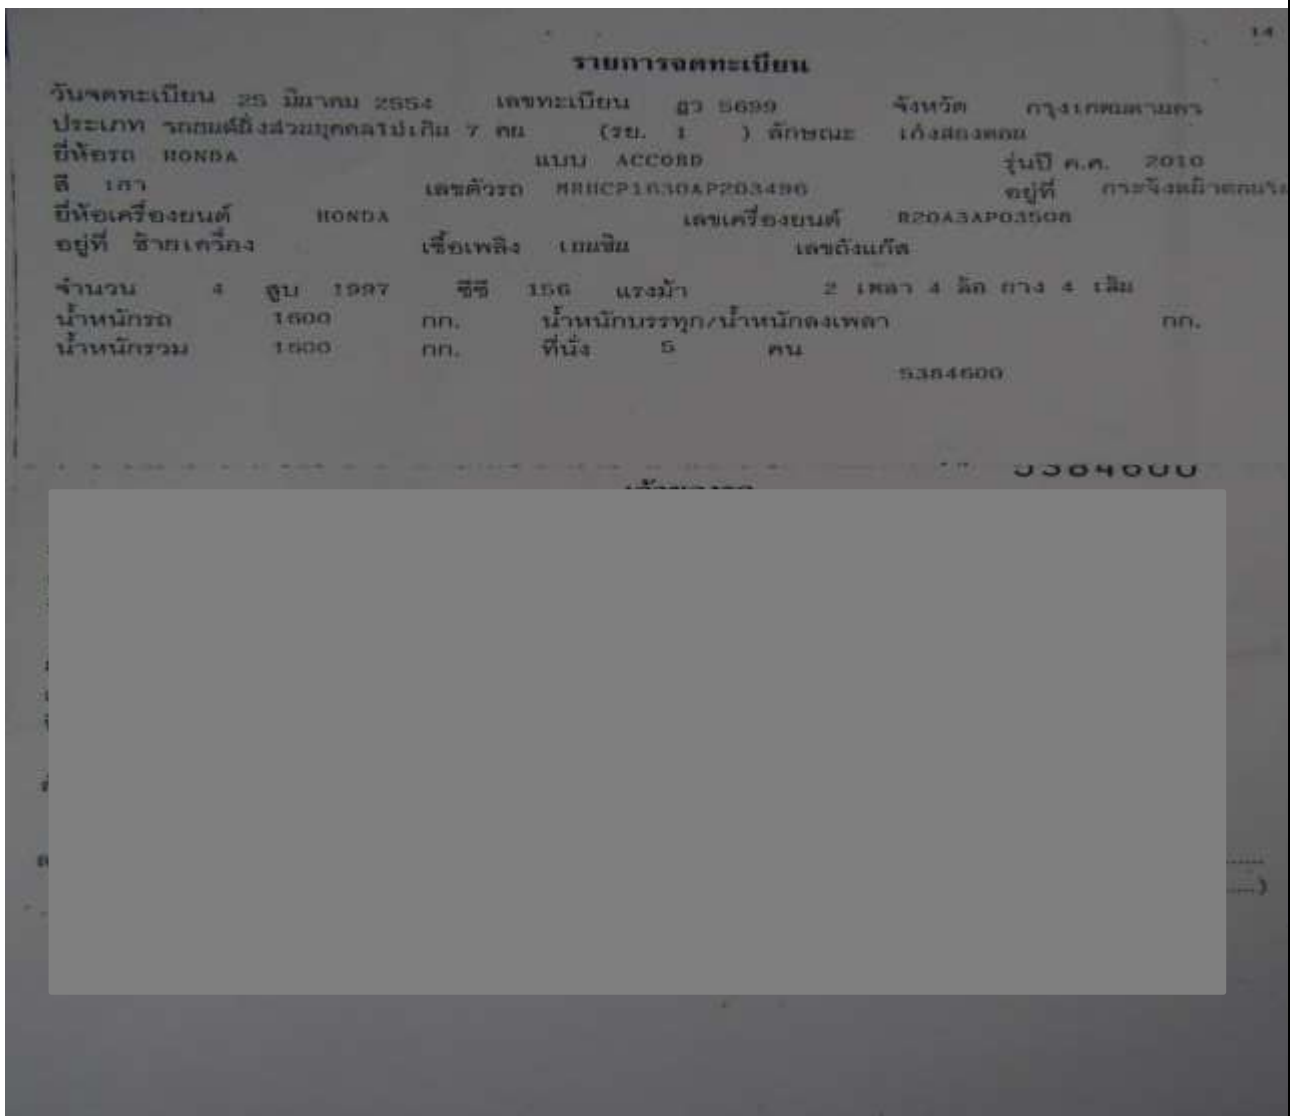 14
รายการจดทะเบียน
วันจดทะเบียน 25 มีนาคม 2554 เลขทะเบียน ฎว 5699 จังหวัด กรุงเทพมหานคร
ประเภท รถยนต์นั่งส่วนบุคคลไม่เกิน 7 คน (รย. 1 ) ลักษณะ เก๋งสองตอน
ยี่ห้อรถ HONDA แบบ ACCORD รุ่นปี ค.ศ. 2010
สี เทา เลขตัวรถ MRHCP1630AP203496 อยู่ที่
ยี่ห้อเครื่องยนต์ HONDA เลขเครื่องยนต์ R20A3AP03508
อยู่ที่ ซ้ายเครื่อง เชื้อเพลิง เบนซิน เลขถังแก๊ส
จำนวน 4 สูบ 1997 ซีซี 156 แรงม้า 2 เพลา 4 ล้อ ยาง 4 เส้น
น้ำหนักรถ 1600 กก. น้ำหนักบรรทุก/น้ำหนักลงเพลา กก.
น้ำหนักรวม 1600 กก. ที่นั่ง 5 คน
5384600
5384600